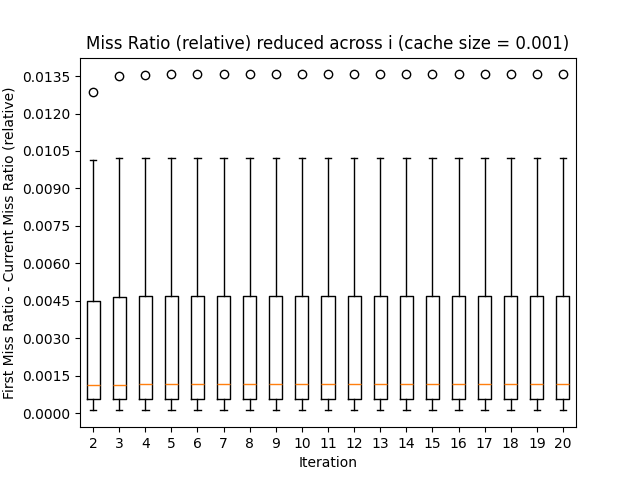 Miss Ratio (relative) reduced across i (cache size = 0.001)
First Miss Ratio - Current Miss Ratio (relative)
0.0135
0.0120
0.0105
0.0090
0.0075
0.0060
0.0045
0.0030
0.0015
0.0000
2 3 4 5 6 7 8 9 10 11 12 13 14 15 16 17 18 19 20
Iteration